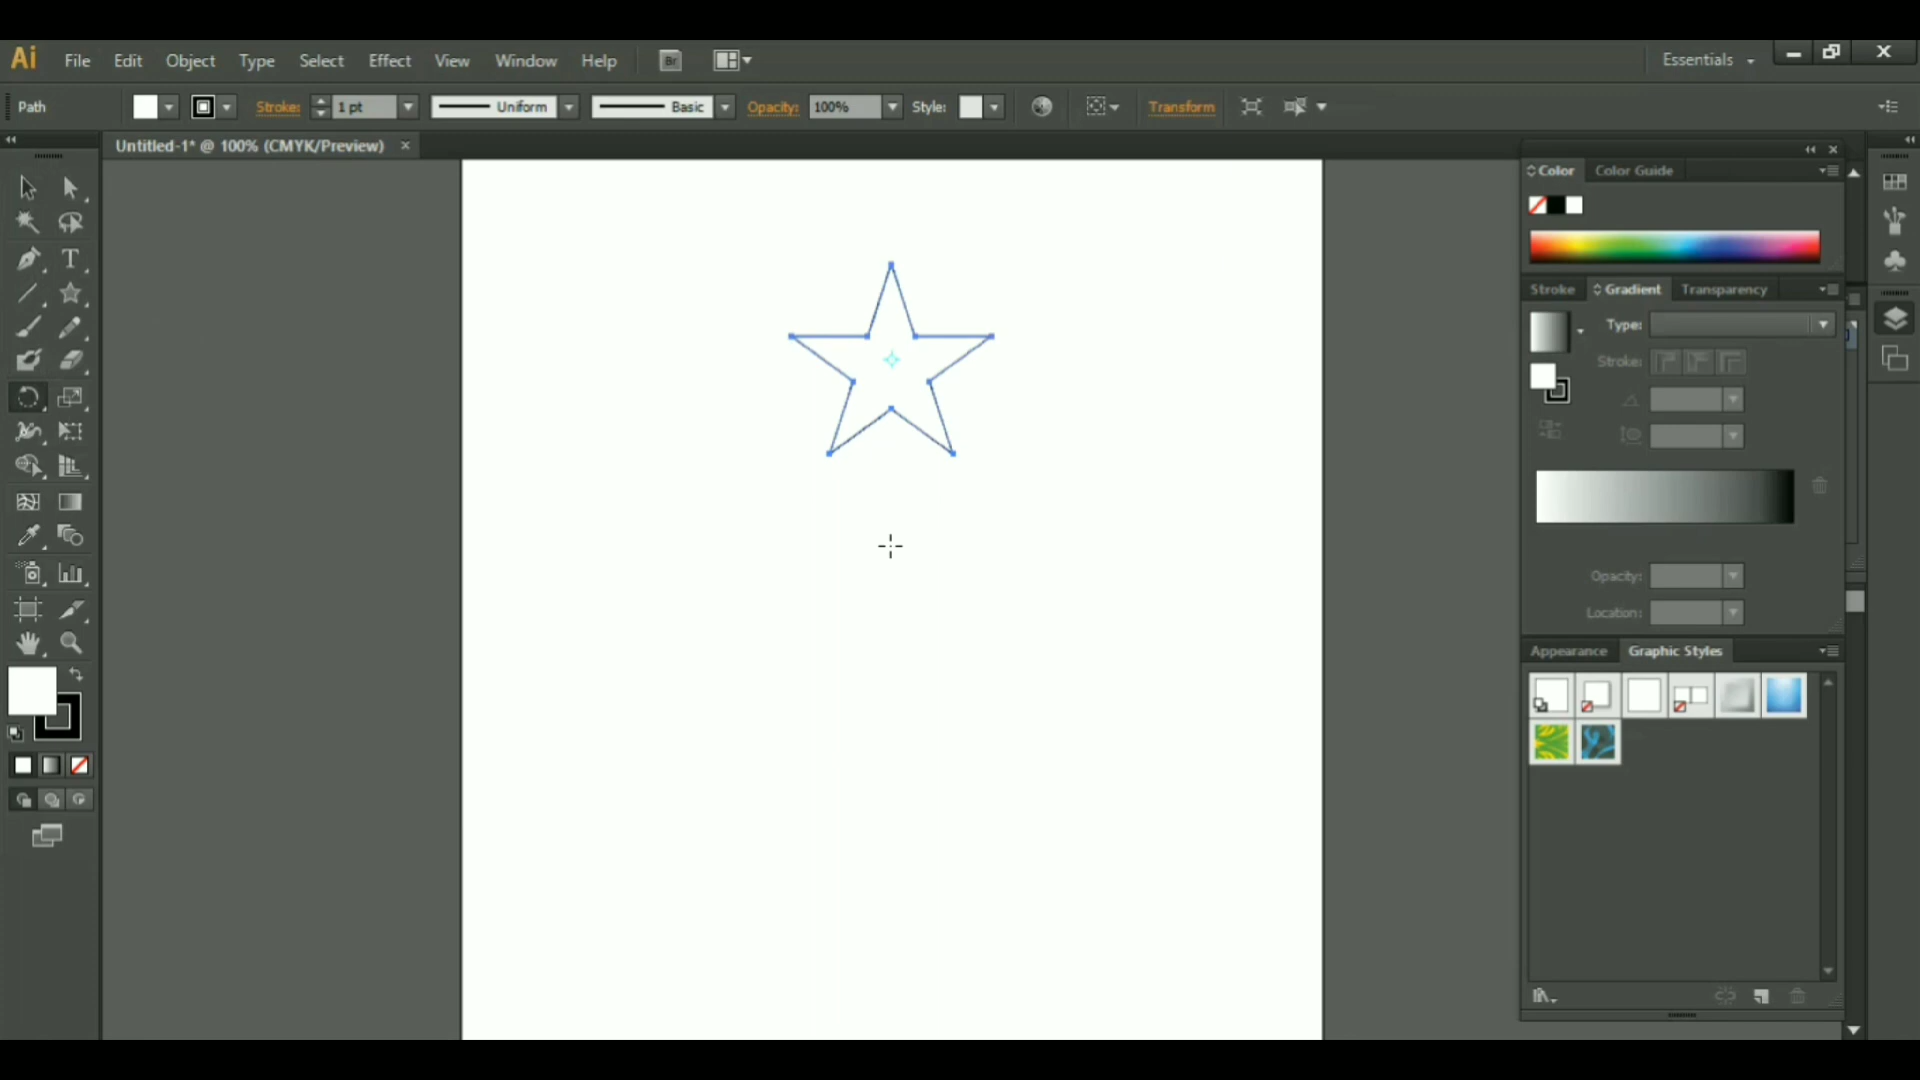 Ai File Edit Object Type Select Effect View Window Help Br Essentials
Path Stroke: 1 pt Uniform Basic Opacity: 100% Style: Transform
Untitled-1* @ 100% (CMYK/Preview)
Color Color Guide
Stroke Gradient Transparency
Type:
Stroke:
Opacity:
Location:
Appearance Graphic Styles